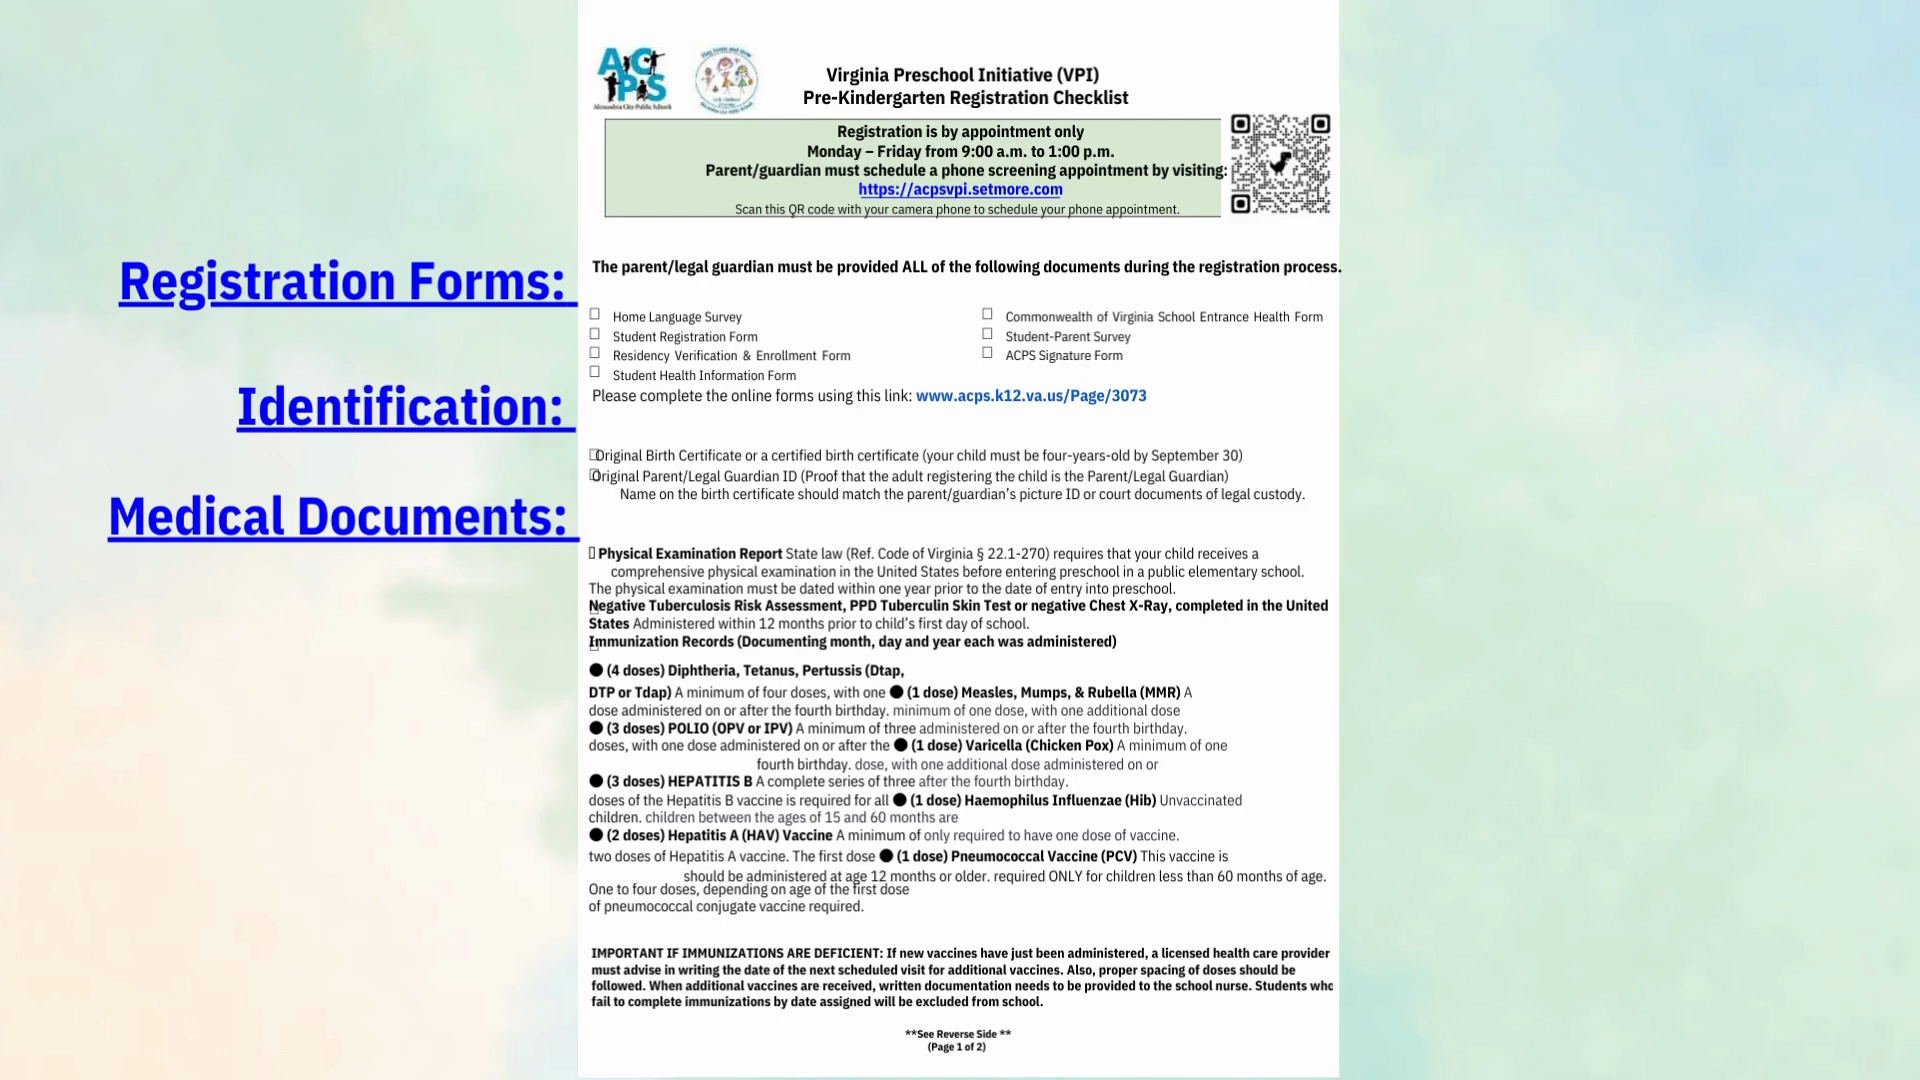 Registration Forms:
Identification:
Medical Documents:
ACPS
Alexandria City Public Schools
Virginia Preschool Initiative (VPI)
Pre-Kindergarten Registration Checklist
Registration is by appointment only
Monday – Friday from 9:00 a.m. to 1:00 p.m.
Parent/guardian must schedule a phone screening appointment by visiting:
https://acpsvpi.setmore.com
Scan this QR code with your camera phone to schedule your phone appointment.
The parent/legal guardian must be provided ALL of the following documents during the registration process.
Home Language Survey
Student Registration Form
Residency Verification & Enrollment Form
Student Health Information Form
Commonwealth of Virginia School Entrance Health Form
Student-Parent Survey
ACPS Signature Form
Please complete the online forms using this link: www.acps.k12.va.us/Page/3073
Original Birth Certificate or a certified birth certificate (your child must be four-years-old by September 30)
Original Parent/Legal Guardian ID (Proof that the adult registering the child is the Parent/Legal Guardian)
Name on the birth certificate should match the parent/guardian's picture ID or court documents of legal custody.
Physical Examination Report State law (Ref. Code of Virginia § 22.1-270) requires that your child receives a
comprehensive physical examination in the United States before entering preschool in a public elementary school.
The physical examination must be dated within one year prior to the date of entry into preschool.
Negative Tuberculosis Risk Assessment, PPD Tuberculin Skin Test or negative Chest X-Ray, completed in the United
States Administered within 12 months prior to child's first day of school.
Immunization Records (Documenting month, day and year each was administered)
● (4 doses) Diphtheria, Tetanus, Pertussis (Dtap,
DTP or Tdap) A minimum of four doses, with one ● (1 dose) Measles, Mumps, & Rubella (MMR) A
dose administered on or after the fourth birthday. minimum of one dose, with one additional dose
● (3 doses) POLIO (OPV or IPV) A minimum of three administered on or after the fourth birthday.
doses, with one dose administered on or after the ● (1 dose) Varicella (Chicken Pox) A minimum of one
fourth birthday. dose, with one additional dose administered on or
● (3 doses) HEPATITIS B A complete series of three after the fourth birthday.
doses of the Hepatitis B vaccine is required for all ● (1 dose) Haemophilus Influenzae (Hib) Unvaccinated
children. children between the ages of 15 and 60 months are
● (2 doses) Hepatitis A (HAV) Vaccine A minimum of only required to have one dose of vaccine.
two doses of Hepatitis A vaccine. The first dose ● (1 dose) Pneumococcal Vaccine (PCV) This vaccine is
should be administered at age 12 months or older. required ONLY for children less than 60 months of age.
One to four doses, depending on age of the first dose
of pneumococcal conjugate vaccine required.
IMPORTANT IF IMMUNIZATIONS ARE DEFICIENT: If new vaccines have just been administered, a licensed health care provider
must advise in writing the date of the next scheduled visit for additional vaccines. Also, proper spacing of doses should be
followed. When additional vaccines are received, written documentation needs to be provided to the school nurse. Students who
fail to complete immunizations by date assigned will be excluded from school.
**See Reverse Side **
(Page 1 of 2)